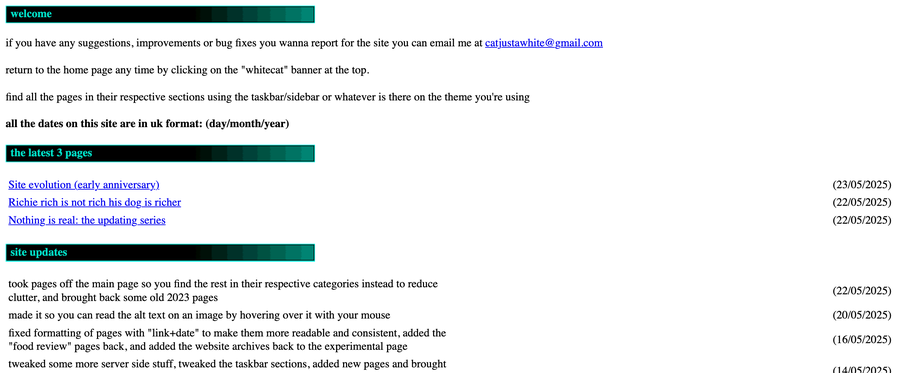 welcome
if you have any suggestions, improvements or bug fixes you wanna report for the site you can email me at catjustawhite@gmail.com
return to the home page any time by clicking on the "whitecat" banner at the top.
find all the pages in their respective sections using the taskbar/sidebar or whatever is there on the theme you're using
all the dates on this site are in uk format: (day/month/year)
the latest 3 pages
Site evolution (early anniversary) (23/05/2025)
Richie rich is not rich his dog is richer (22/05/2025)
Nothing is real: the updating series (22/05/2025)
site updates
took pages off the main page so you find the rest in their respective categories instead to reduce
clutter, and brought back some old 2023 pages (22/05/2025)
made it so you can read the alt text on an image by hovering over it with your mouse (20/05/2025)
fixed formatting of pages with "link+date" to make them more readable and consistent, added the
"food review" pages back, and added the website archives back to the experimental page (16/05/2025)
tweaked some more server side stuff, tweaked the taskbar sections, added new pages and brought
(14/05/2025)